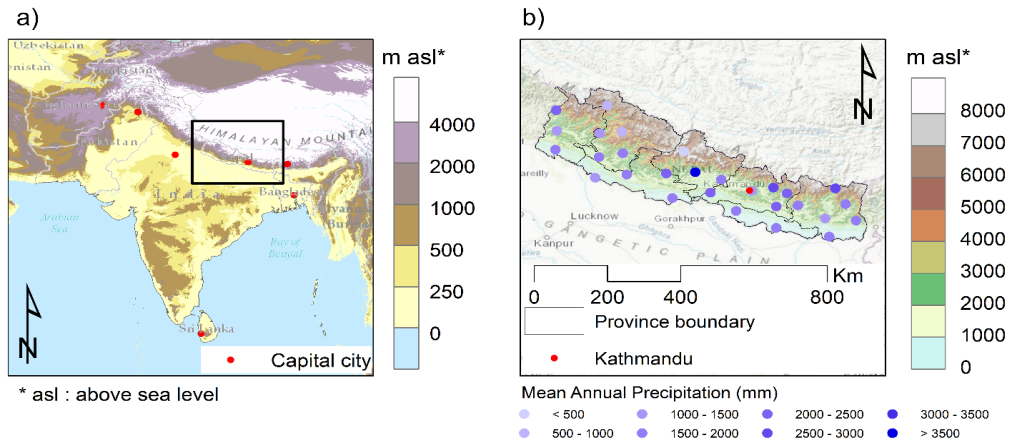 a)
m asl*
Uzbekistan
HIMALAYAN MOUNTAI
India
Bangladesh
Arabian
Sea
Bay of
Bengal
Sri Lanka
4000
2000
1000
500
250
0
N
Capital city
* asl : above sea level
b)
m asl*
N
Kathmandu
Lucknow
Gorakhpur
Kanpur
GANGETIC PLAIN
8000
7000
6000
5000
4000
3000
2000
1000
0
Km
0 200 400 800
Province boundary
Kathmandu
Mean Annual Precipitation (mm)
< 500 1000 - 1500 2000 - 2500 3000 - 3500
500 - 1000 1500 - 2000 2500 - 3000 > 3500